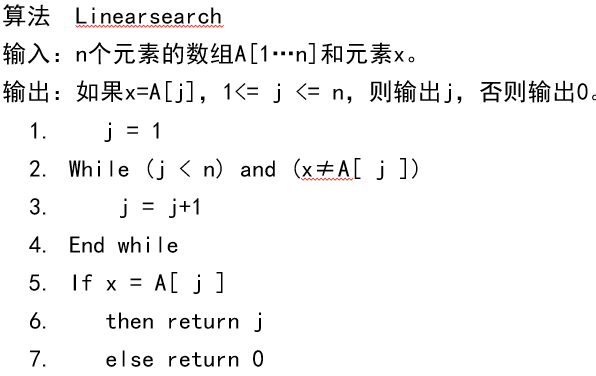 算法 Linearsearch
输入：n个元素的数组A[1…n]和元素x。
输出：如果x=A[j]，1<= j <= n，则输出j，否则输出0。
1. j = 1
2. While (j < n) and (x≠A[ j ])
3. j = j+1
4. End while
5. If x = A[ j ]
6. then return j
7. else return 0